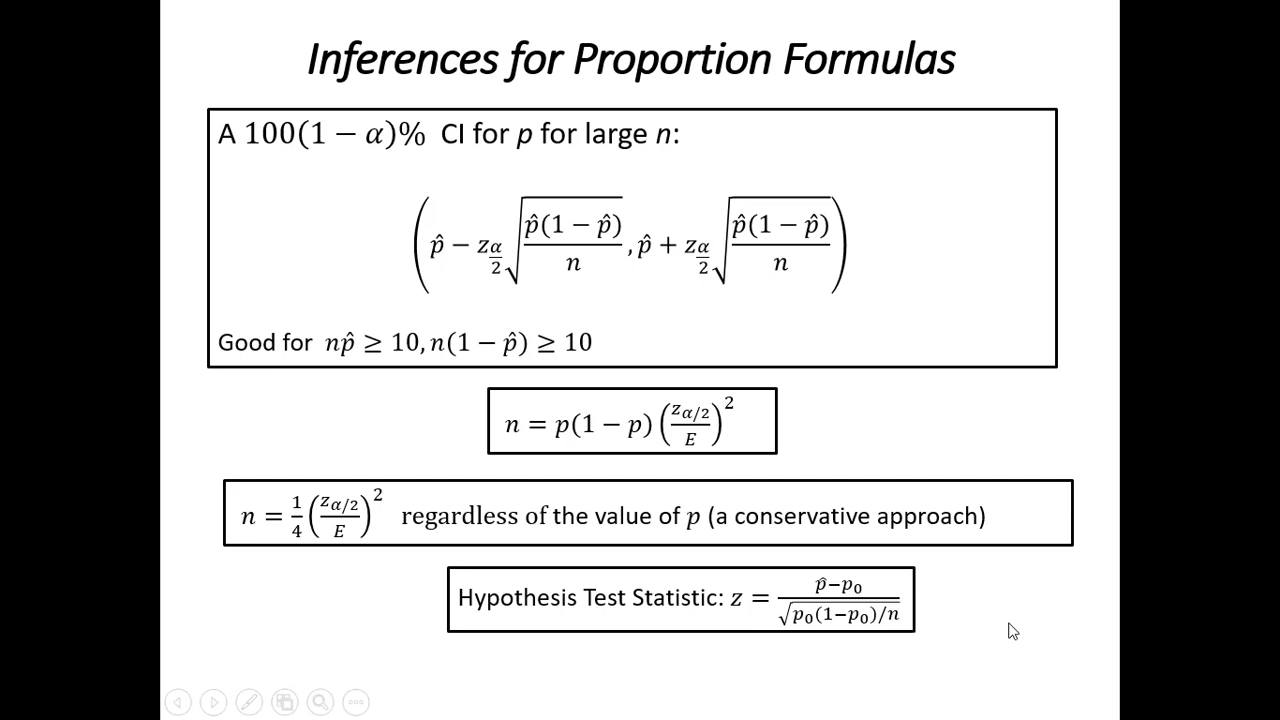 Inferences for Proportion Formulas
A 100(1 − α)% CI for p for large n:
(p̂ − z_{α/2} √(p̂(1 − p̂)/n), p̂ + z_{α/2} √(p̂(1 − p̂)/n))
Good for np̂ ≥ 10, n(1 − p̂) ≥ 10
n = p(1 − p)(z_{α/2}/E)²
n = 1/4 (z_{α/2}/E)² regardless of the value of p (a conservative approach)
Hypothesis Test Statistic: z = (p̂−p₀)/√(p₀(1−p₀)/n)